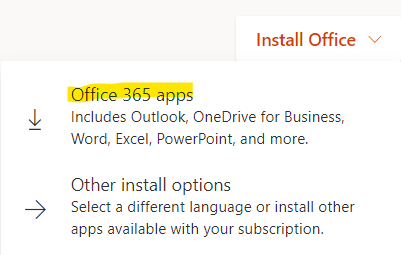 Install Office
Office 365 apps
Includes Outlook, OneDrive for Business,
Word, Excel, PowerPoint, and more.
Other install options
Select a different language or install other
apps available with your subscription.